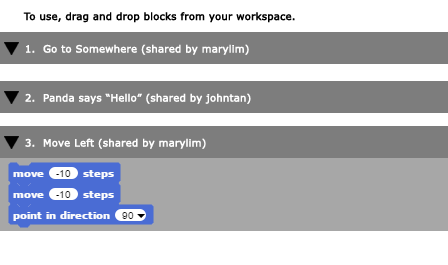 To use, drag and drop blocks from your workspace.
1. Go to Somewhere (shared by marylim)
2. Panda says "Hello" (shared by johntan)
3. Move Left (shared by marylim)
move -10 steps
move -10 steps
point in direction 90